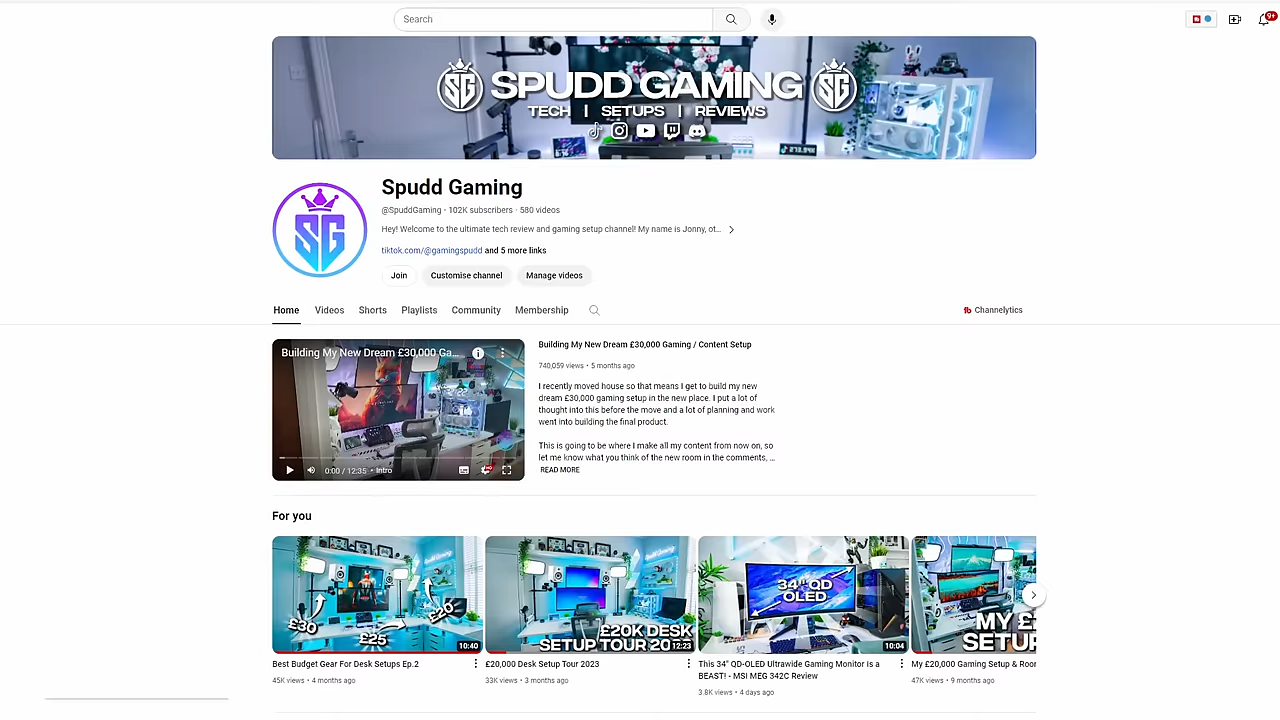 Search
9+
SG SPUDD GAMING SG
TECH | SETUPS | REVIEWS
Spudd Gaming
SG
@SpuddGaming · 102K subscribers · 580 videos
Hey! Welcome to the ultimate tech review and gaming setup channel! My name is Jonny, ot...
tiktok.com/@gamingspudd and 5 more links
Join Customise channel Manage videos
Home Videos Shorts Playlists Community Membership
Channelytics
Building My New Dream £30,000 Ga...
0:00 / 12:35 • Intro
Building My New Dream £30,000 Gaming / Content Setup
740,059 views • 5 months ago
I recently moved house so that means I get to build my new
dream £30,000 gaming setup in the new place. I put a lot of
thought into this before the move and a lot of planning and work
went into building the final product.
This is going to be where I make all my content from now on, so
let me know what you think of the new room in the comments, ...
READ MORE
For you
£30 £25 £20
10:40
Best Budget Gear For Desk Setups Ep.2
45K views • 4 months ago
£20K DESK
SETUP TOUR 20
12:23
£20,000 Desk Setup Tour 2023
33K views • 3 months ago
34" QD
OLED
10:04
This 34" QD-OLED Ultrawide Gaming Monitor is a
BEAST! - MSI MEG 342C Review
3.8K views • 4 days ago
MY £
SETUP
My £20,000 Gaming Setup & Roor
47K views • 9 months ago